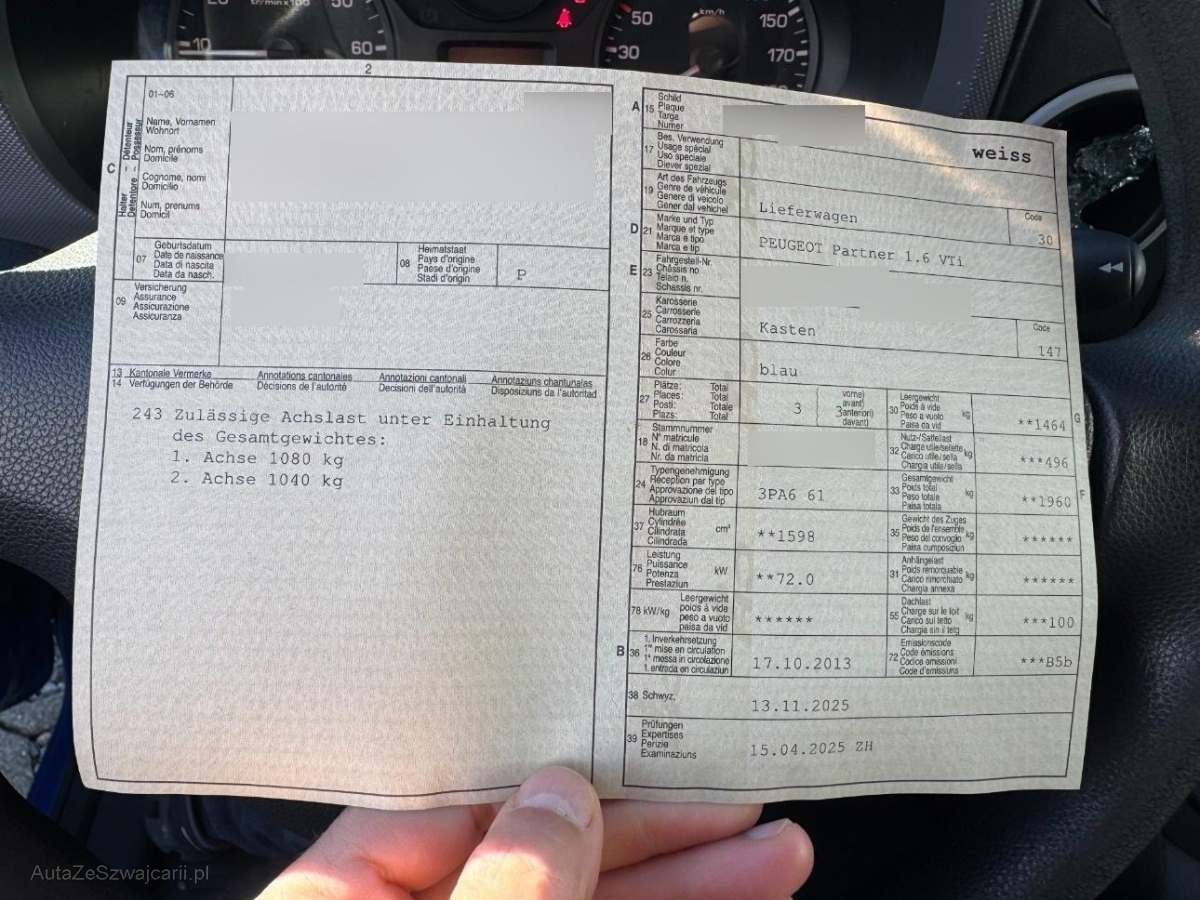 50
km/h
150
30
170
tr/min x 100
50
10
60
2
01-06
Name, Vornamen
Wohnort
Nom, prénoms
Domicile
Cognome, nomi
Domicilio
Num, prenums
Domicil
C
Halter - Détenteur
Detentore - Possessur
07
Geburtsdatum
Date de naissance
Data di nascita
Data da nasch.
08
Heimatstaat
Pays d'origine
Paese d'origine
Stadi d'origin
P
09
Versicherung
Assurance
Assicurazione
Assicuranza
13 Kantonale Vermerke Annotations cantonales Annotazioni cantonali Annotaziuns chantunalas
14 Verfügungen der Behörde Décisions de l'autorité Decisioni dell'autorità Disposiziuns da l'autoritad
243 Zulässige Achslast unter Einhaltung
des Gesamtgewichtes:
1. Achse 1080 kg
2. Achse 1040 kg
A 15
Schild
Plaque
Targa
Numer
weiss
17
Bes. Verwendung
Usage spécial
Uso speciale
Diever spezial
19
Art des Fahrzeugs
Genre de véhicule
Genere di veicolo
Gener dal vehichel
Lieferwagen
Code
30
D 21
Marke und Typ
Marque et type
Marca e tipo
Marca e tip
PEUGEOT Partner 1.6 VTi
E 23
Fahrgestell-Nr.
Châssis no
Telaio n.
Schassis nr.
25
Karosserie
Carrosserie
Carrozzeria
Carossaria
Kasten
Code
147
26
Farbe
Couleur
Colore
Colur
blau
27
Plätze: Total
Places: Total
Posti: Totale
Plazs: Total
3
vorne)
avant)
3 anteriori)
davant)
30
Leergewicht
Poids à vide
Peso a vuoto
Paisa da vid
kg
**1464
G
18
Stammnummer
N° matricule
N. di matricola
Nr. da matricla
32
Nutz-/Sattellast
Charge utile/sellette
Carico utile/sella
Chargia utila/sella
kg
***496
24
Typengenehmigung
Réception par type
Approvazione del tipo
Approvaziun dal tip
3PA6 61
33
Gesamtgewicht
Poids total
Peso totale
Paisa totala
kg
**1960
F
37
Hubraum
Cylindrée
Cilindrata
Cilindrada
cm³
**1598
35
Gewicht des Zuges
Poids de l'ensemble
Peso del convoglio
Paisa cumposiziun
kg
******
76
Leistung
Puissance
Potenza
Prestaziun
kW
**72.0
31
Anhängelast
Poids remorquable
Carico rimorchiato
Chargia annexa
kg
******
78 kW/kg
Leergewicht
poids à vide
peso a vuoto
paisa da vid
******
55
Dachlast
Charge sur le toit
Carico sul tetto
Chargia sin il tetg
kg
***100
B 36
1. Inverkehrsetzung
1re mise en circulation
1a messa in circolazione
1. entrada en circulaziun
17.10.2013
72
Emissionscode
Code émissions
Codice emissioni
Code d'emissiuns
***B5b
38 Schwyz,
13.11.2025
39
Prüfungen
Expertises
Perizie
Examinaziuns
15.04.2025 ZH
AutaZeSzwajcarii.pl